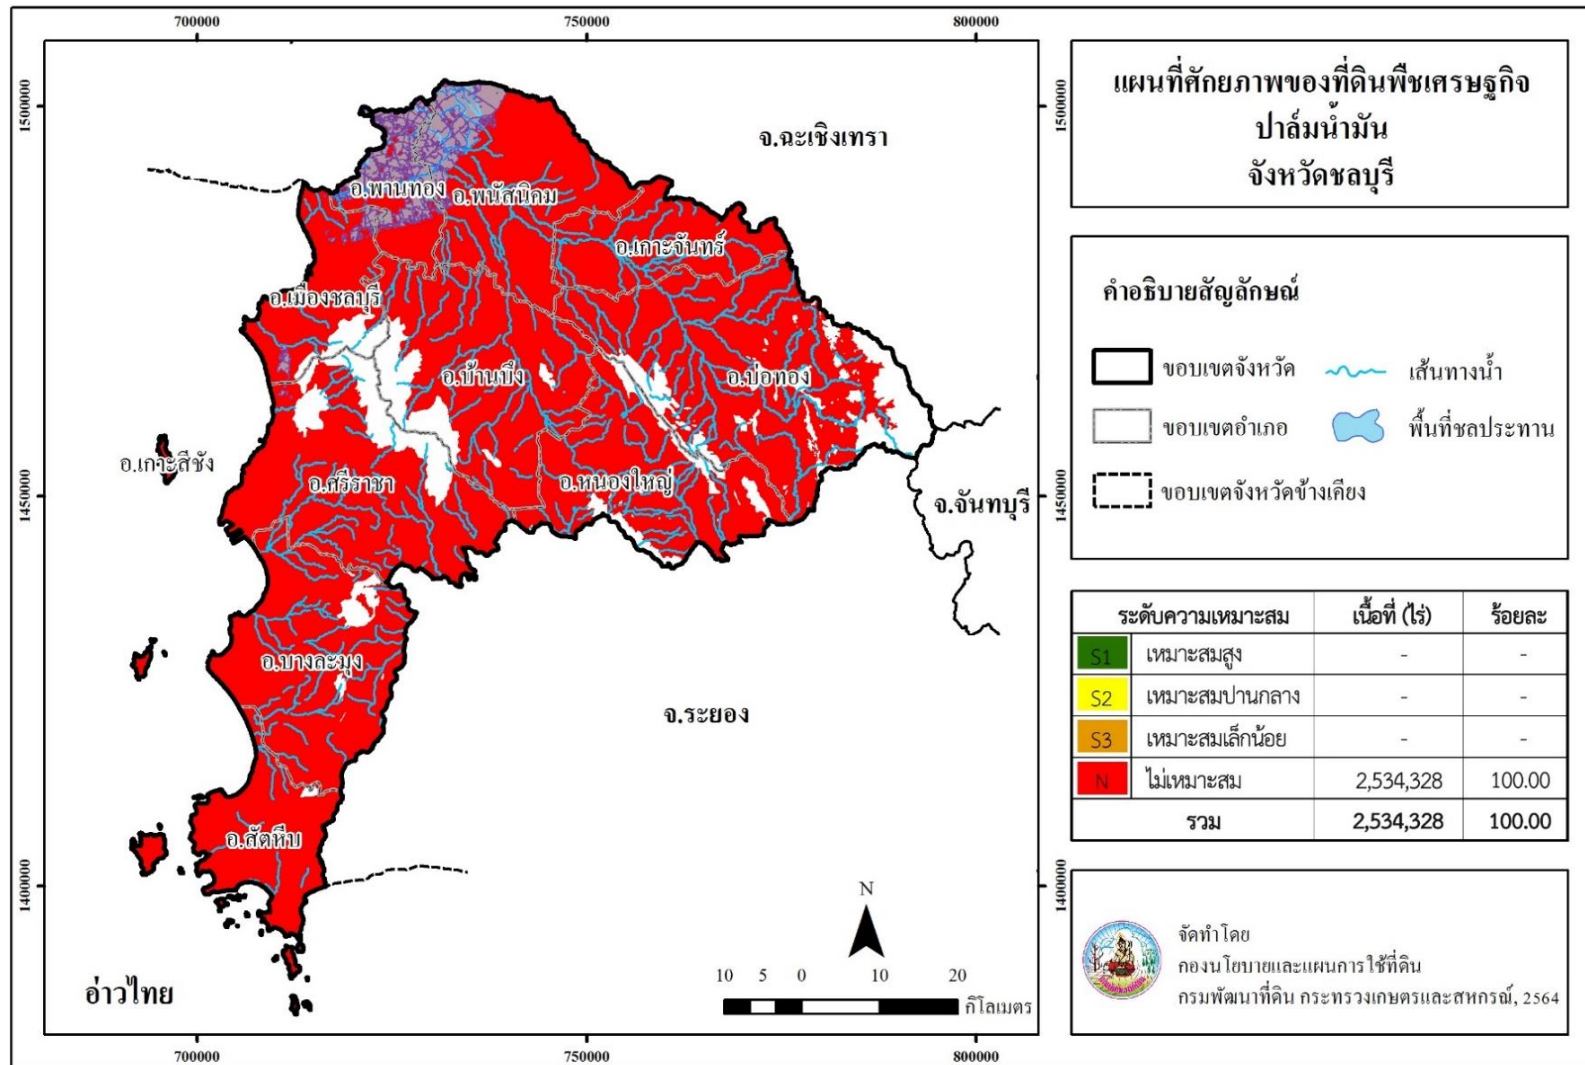 700000
750000
800000
1500000
1450000
1400000
จ.ฉะเชิงเทรา
อ.พานทอง
อ.พนัสนิคม
อ.เกาะจันทร์
อ.เมืองชลบุรี
อ.บ้านบึง
อ.บ่อทอง
อ.เกาะสีชัง
อ.ศรีราชา
อ.หนองใหญ่
จ.จันทบุรี
อ.บางละมุง
จ.ระยอง
อ.สัตหีบ
อ่าวไทย
N
10 5 0 10 20
กิโลเมตร
1500000
1450000
1400000
700000
750000
800000
แผนที่ศักยภาพของที่ดินพืชเศรษฐกิจ
ปาล์มน้ำมัน
จังหวัดชลบุรี
คำอธิบายสัญลักษณ์
ขอบเขตจังหวัด เส้นทางน้ำ
ขอบเขตอำเภอ พื้นที่ชลประทาน
ขอบเขตจังหวัดข้างเคียง
ระดับความเหมาะสม เนื้อที่ (ไร่) ร้อยละ
S1 เหมาะสมสูง - -
S2 เหมาะสมปานกลาง - -
S3 เหมาะสมเล็กน้อย - -
N ไม่เหมาะสม 2,534,328 100.00
รวม 2,534,328 100.00
จัดทำโดย
กองนโยบายและแผนการใช้ที่ดิน
กรมพัฒนาที่ดิน กระทรวงเกษตรและสหกรณ์, 2564